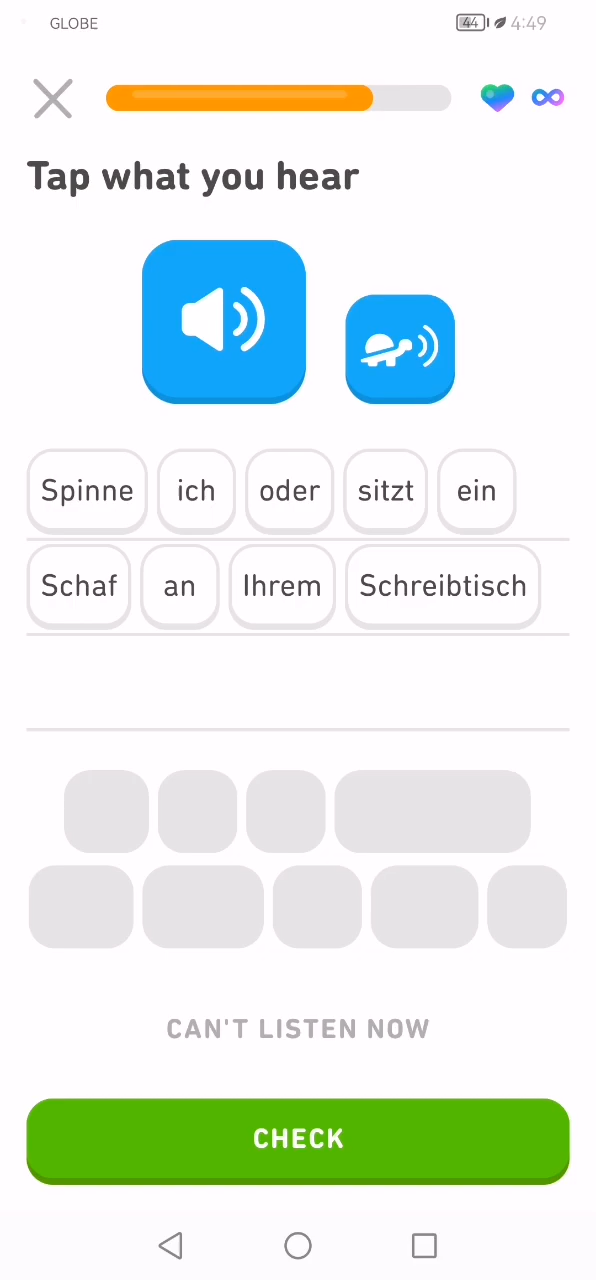 GLOBE 44 4:49
Tap what you hear
Spinne ich oder sitzt ein
Schaf an Ihrem Schreibtisch
CAN'T LISTEN NOW
CHECK